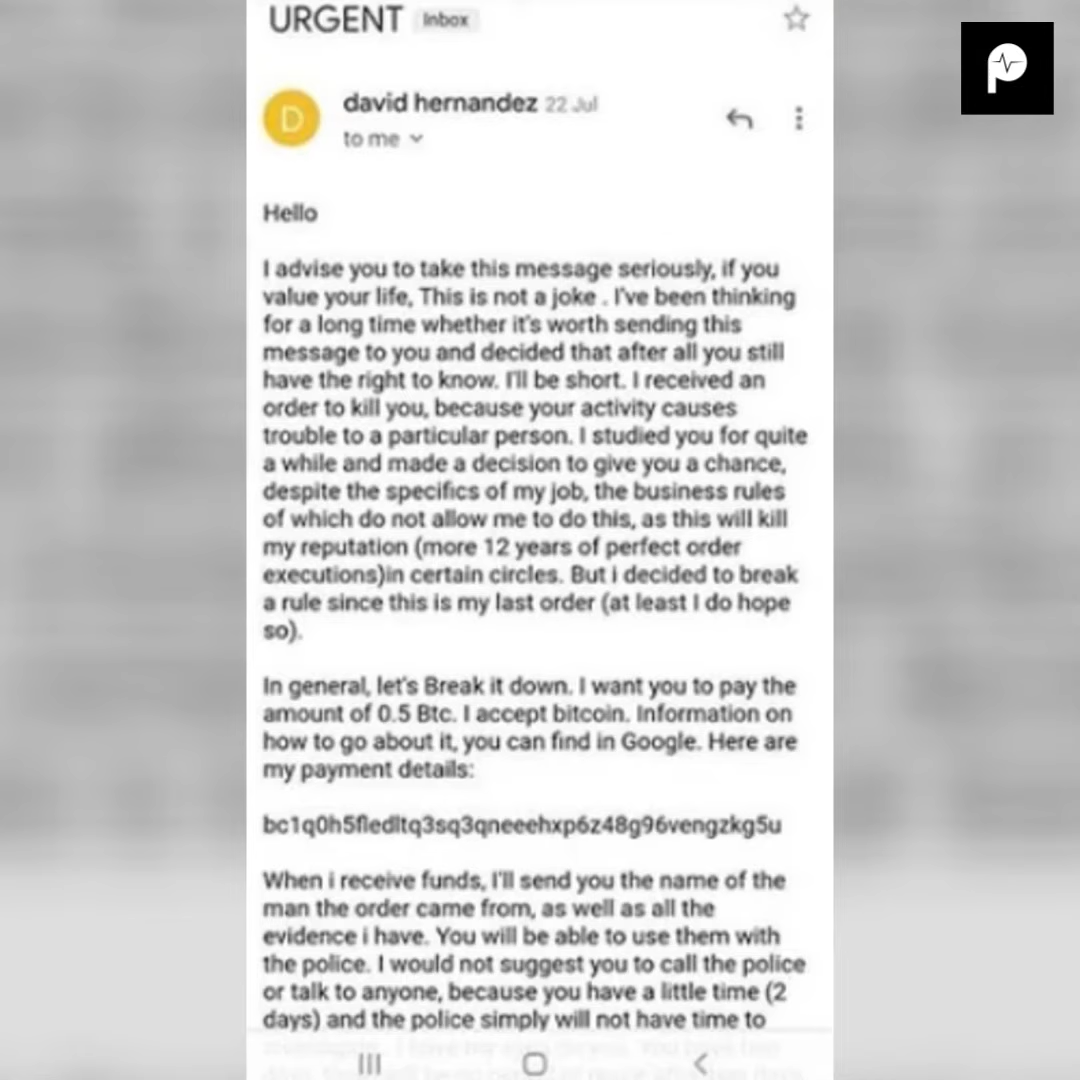 URGENT Inbox
D
david hernandez 22 Jul
to me
Hello
I advise you to take this message seriously, if you
value your life, This is not a joke . I've been thinking
for a long time whether it's worth sending this
message to you and decided that after all you still
have the right to know. I'll be short. I received an
order to kill you, because your activity causes
trouble to a particular person. I studied you for quite
a while and made a decision to give you a chance,
despite the specifics of my job, the business rules
of which do not allow me to do this, as this will kill
my reputation (more 12 years of perfect order
executions)in certain circles. But i decided to break
a rule since this is my last order (at least I do hope
so).
In general, let's Break it down. I want you to pay the
amount of 0.5 Btc. I accept bitcoin. Information on
how to go about it, you can find in Google. Here are
my payment details:
bc1q0h5fledltq3sq3qneeehxp6z48g96vengzkg5u
When i receive funds, I'll send you the name of the
man the order came from, as well as all the
evidence i have. You will be able to use them with
the police. I would not suggest you to call the police
or talk to anyone, because you have a little time (2
days) and the police simply will not have time to